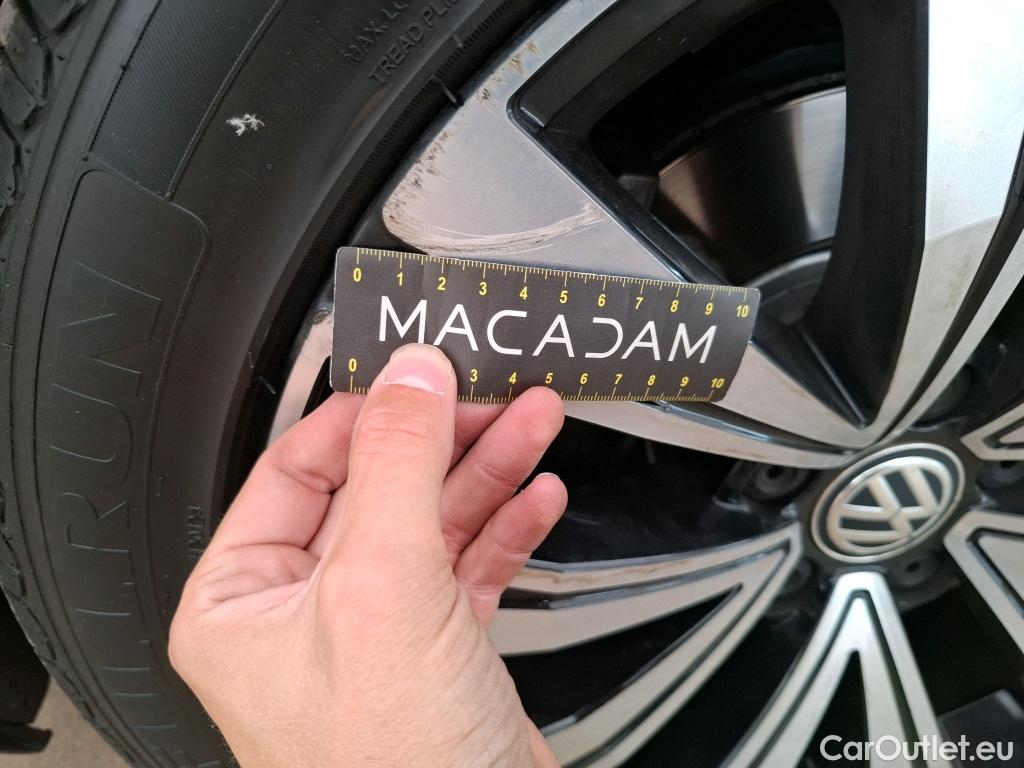 MAX. LO
TREAD PLI
0 1 2 3 4 5 6 7 8 9 10
MACADAM
0 3 4 5 6 7 8 9 10
RUN
CarOutlet.eu